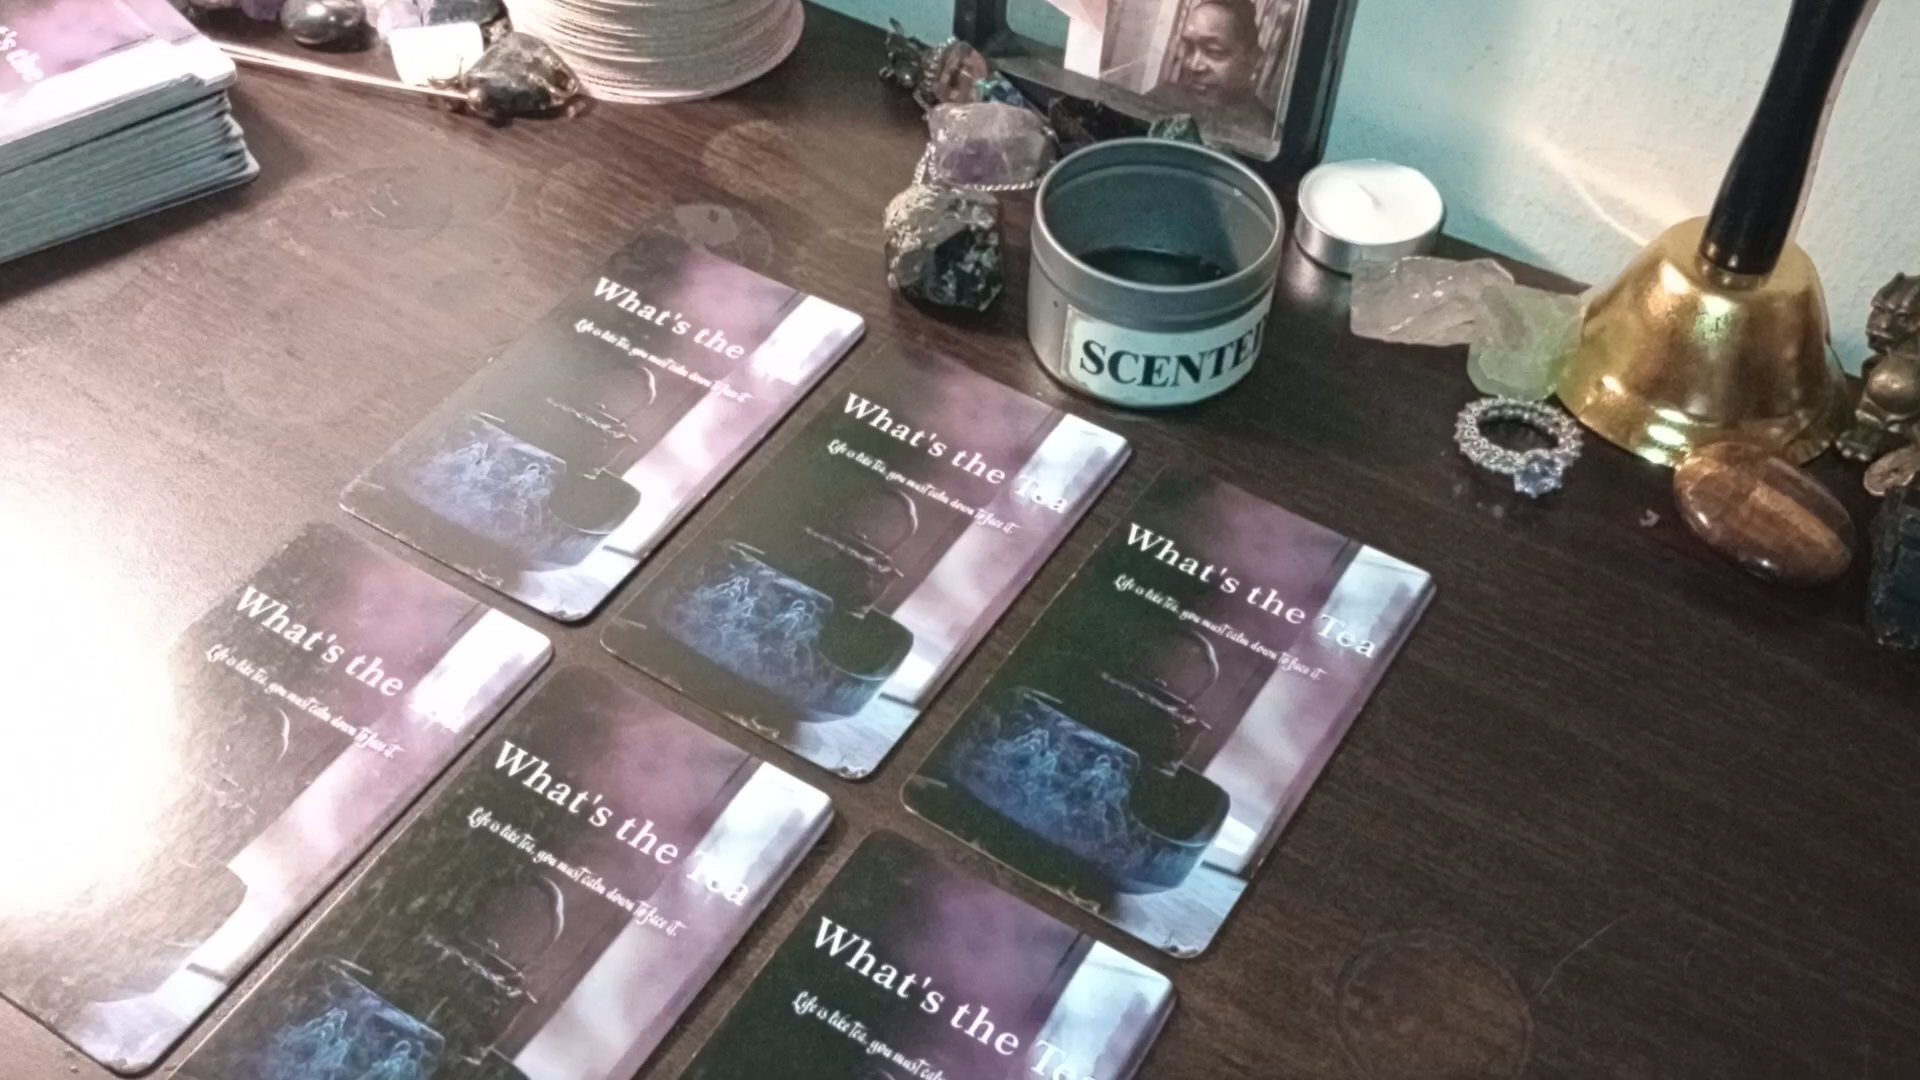 What's the
Life is like Tea, you must calm down To face it.
What's the Tea
Life is like Tea, you must calm down To face it.
What's the Tea
Life is like Tea, you must calm down To face it.
What's the
Life is like Tea, you must calm down To face it.
What's the Tea
Life is like Tea, you must calm down To face it.
What's the Tea
Life is like Tea, you must calm
SCENTED